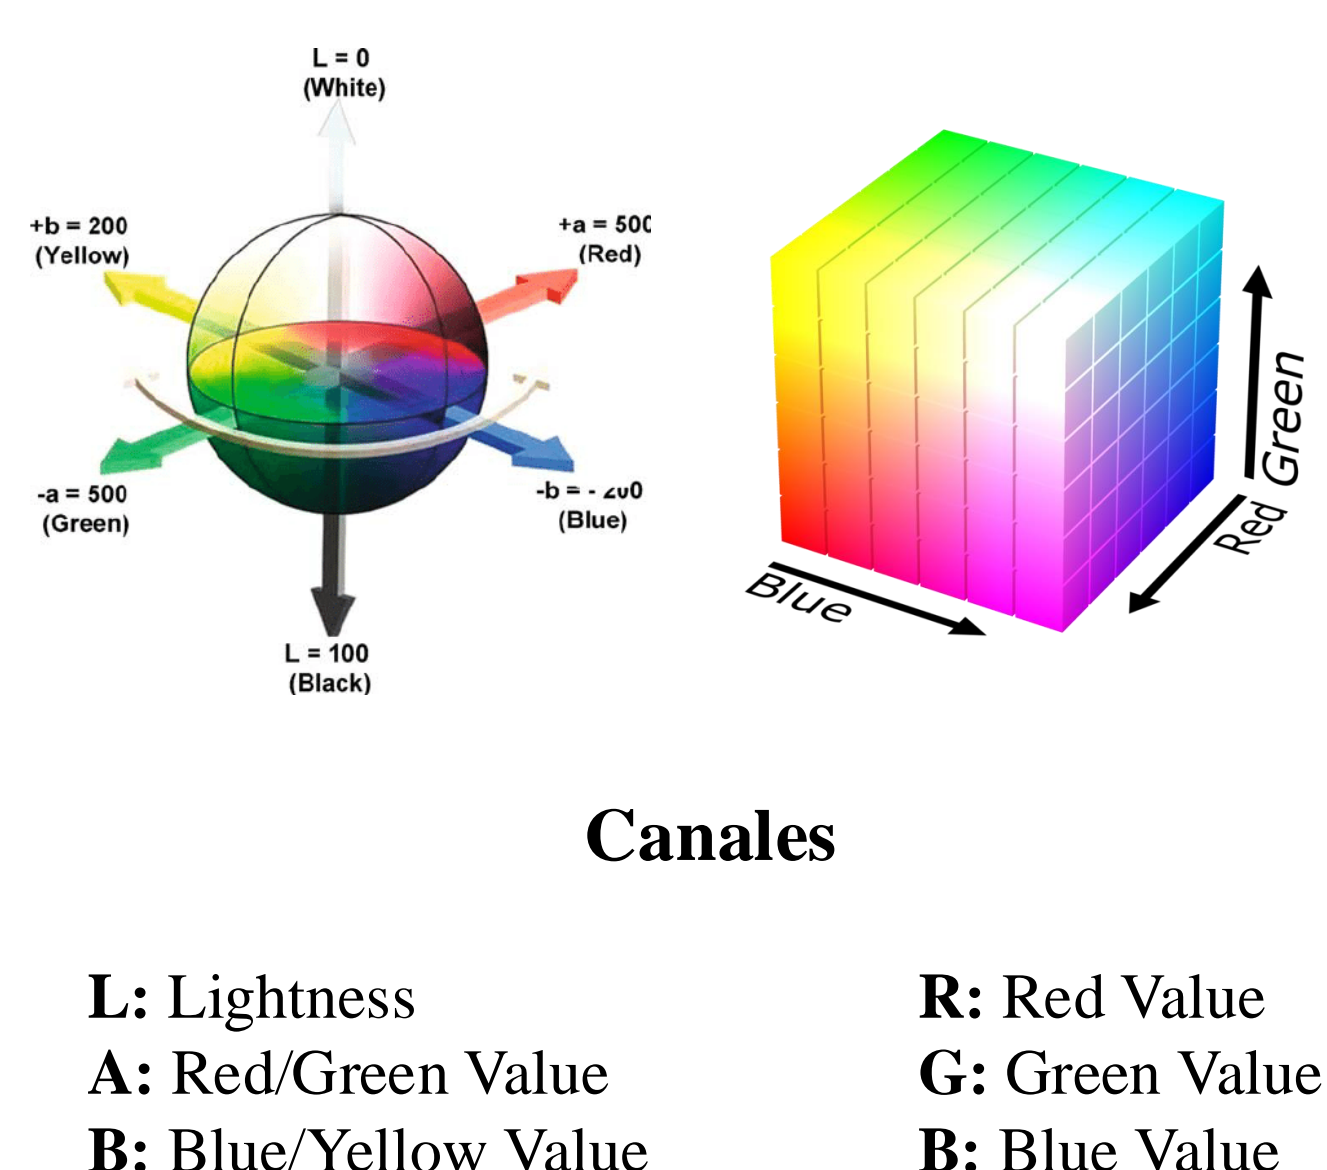 L = 0
(White)
+b = 200
(Yellow)
+a = 500
(Red)
-a = 500
(Green)
-b = - 200
(Blue)
L = 100
(Black)
Green
Red
Blue
Canales
L: Lightness
A: Red/Green Value
B: Blue/Yellow Value
R: Red Value
G: Green Value
B: Blue Value